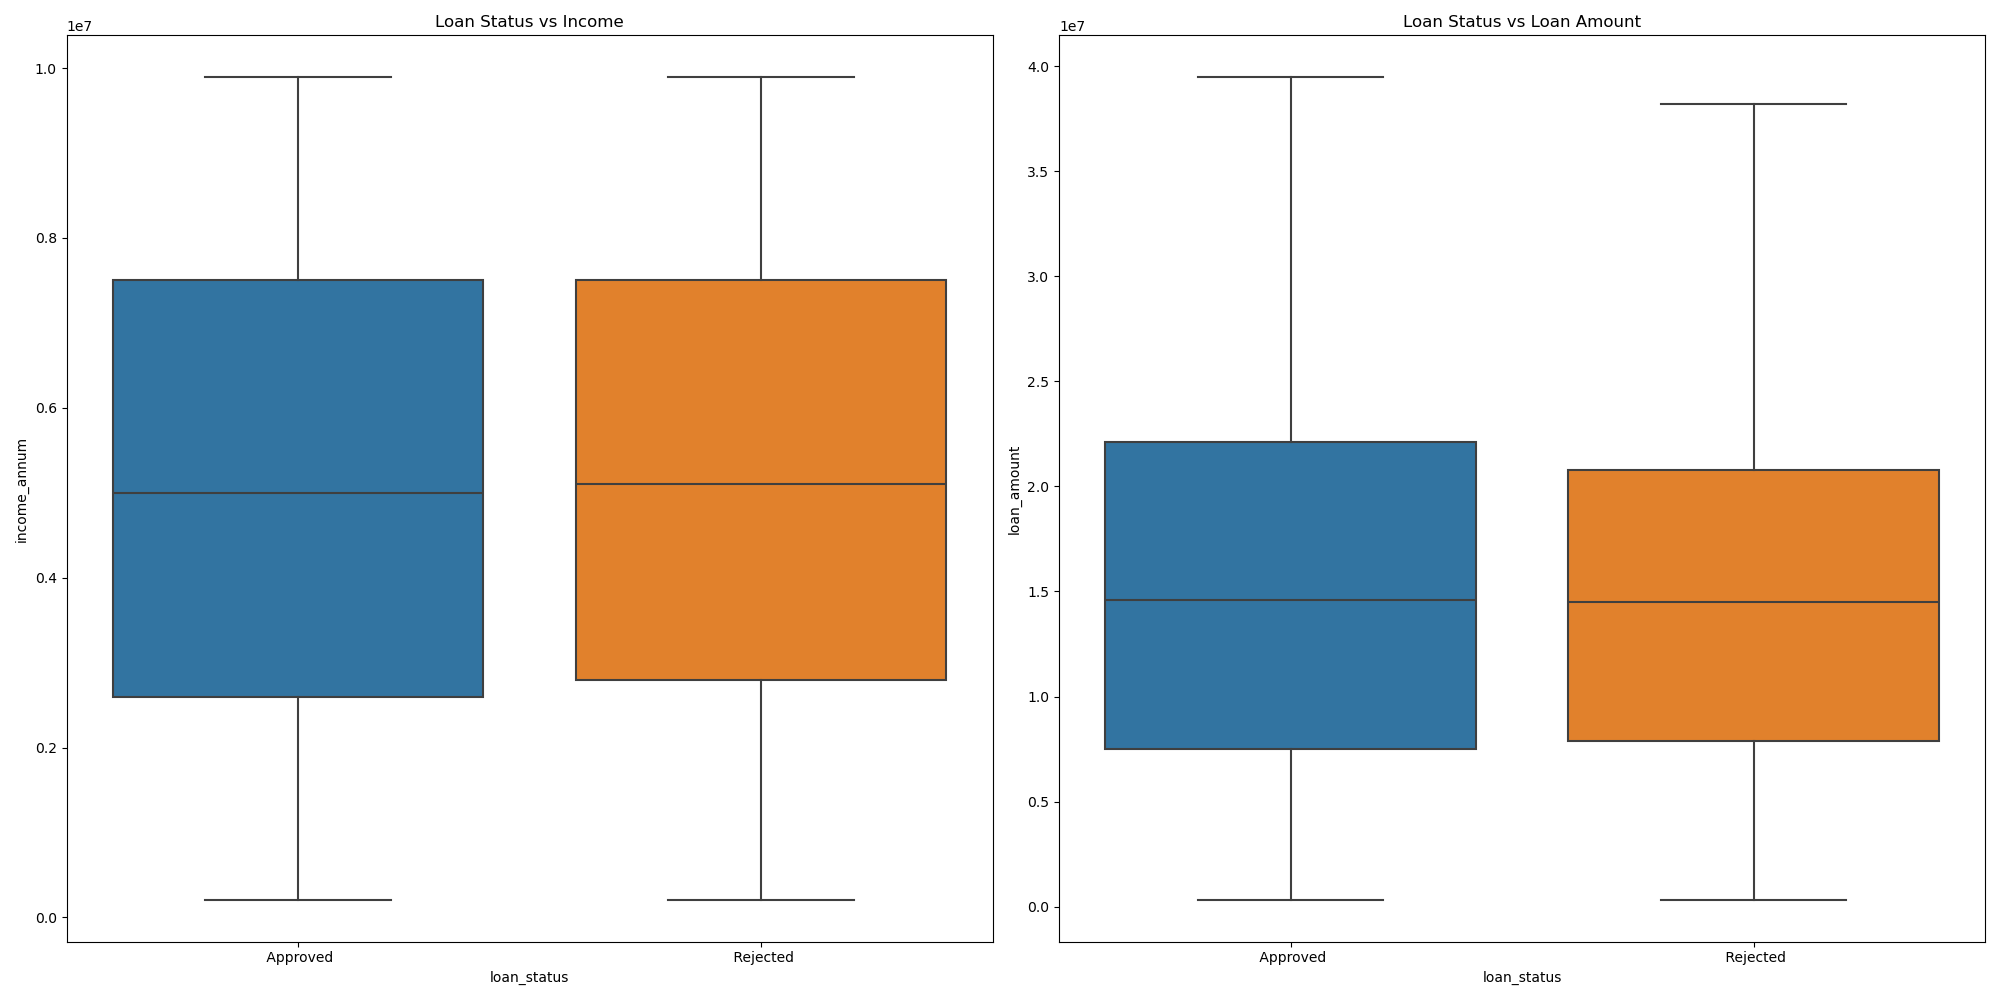 Loan Status vs Income
1e7
1.0
0.8
0.6
0.4
0.2
0.0
income_annum
Approved
Rejected
loan_status
Loan Status vs Loan Amount
1e7
4.0
3.5
3.0
2.5
2.0
1.5
1.0
0.5
0.0
loan_amount
Approved
Rejected
loan_status